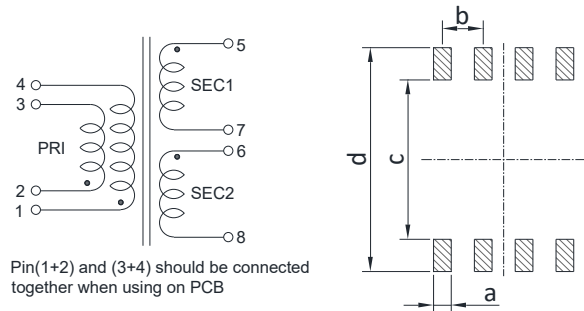 4
3
PRI
2
1
5
SEC1
7
6
SEC2
8
Pin(1+2) and (3+4) should be connected
together when using on PCB
b
d
c
a